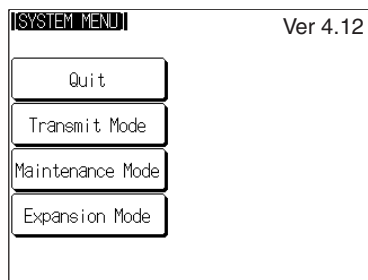 [SYSTEM MENU]
Ver 4.12
Quit
Transmit Mode
Maintenance Mode
Expansion Mode